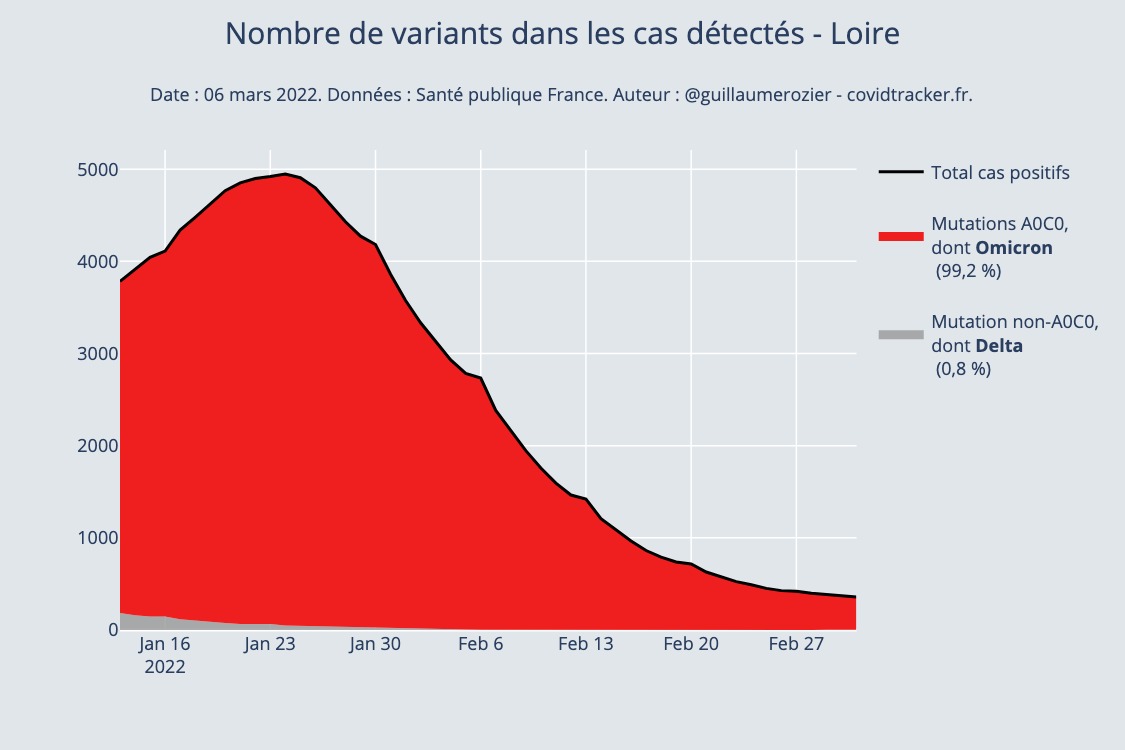 Nombre de variants dans les cas détectés - Loire
Date : 06 mars 2022. Données : Santé publique France. Auteur : @guillaumerozier - covidtracker.fr.
5000
4000
3000
2000
1000
0
Jan 16
2022
Jan 23
Jan 30
Feb 6
Feb 13
Feb 20
Feb 27
Total cas positifs
Mutations A0C0,
dont Omicron
(99,2 %)
Mutation non-A0C0,
dont Delta
(0,8 %)